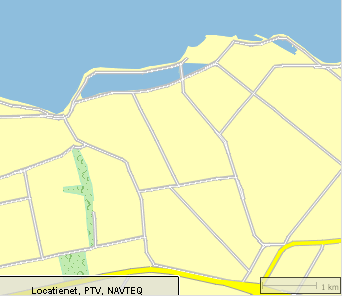 Locatienet, PTV, NAVTEQ
1 km